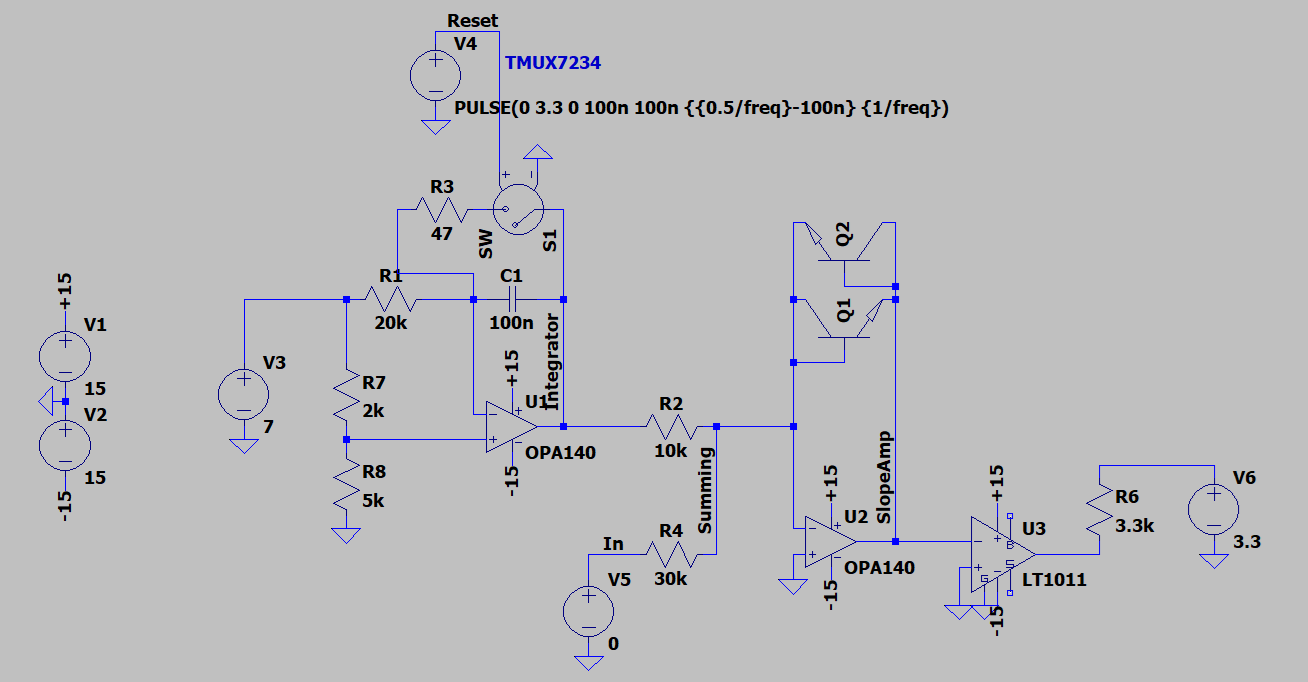 Reset
V4
TMUX7234
PULSE(0 3.3 0 100n 100n {{0.5/freq}-100n} {1/freq})
R3
47
SW
S1
R1
20k
C1
100n
Integrator
+15
V1
15
V2
15
-15
V3
7
R7
2k
R8
5k
+15
U1
OPA140
-15
R2
10k
Summing
In
R4
30k
V5
0
Q2
Q1
SlopeAmp
+15
U2
OPA140
-15
+15
U3
B
S
G
LT1011
-15
R6
3.3k
V6
3.3